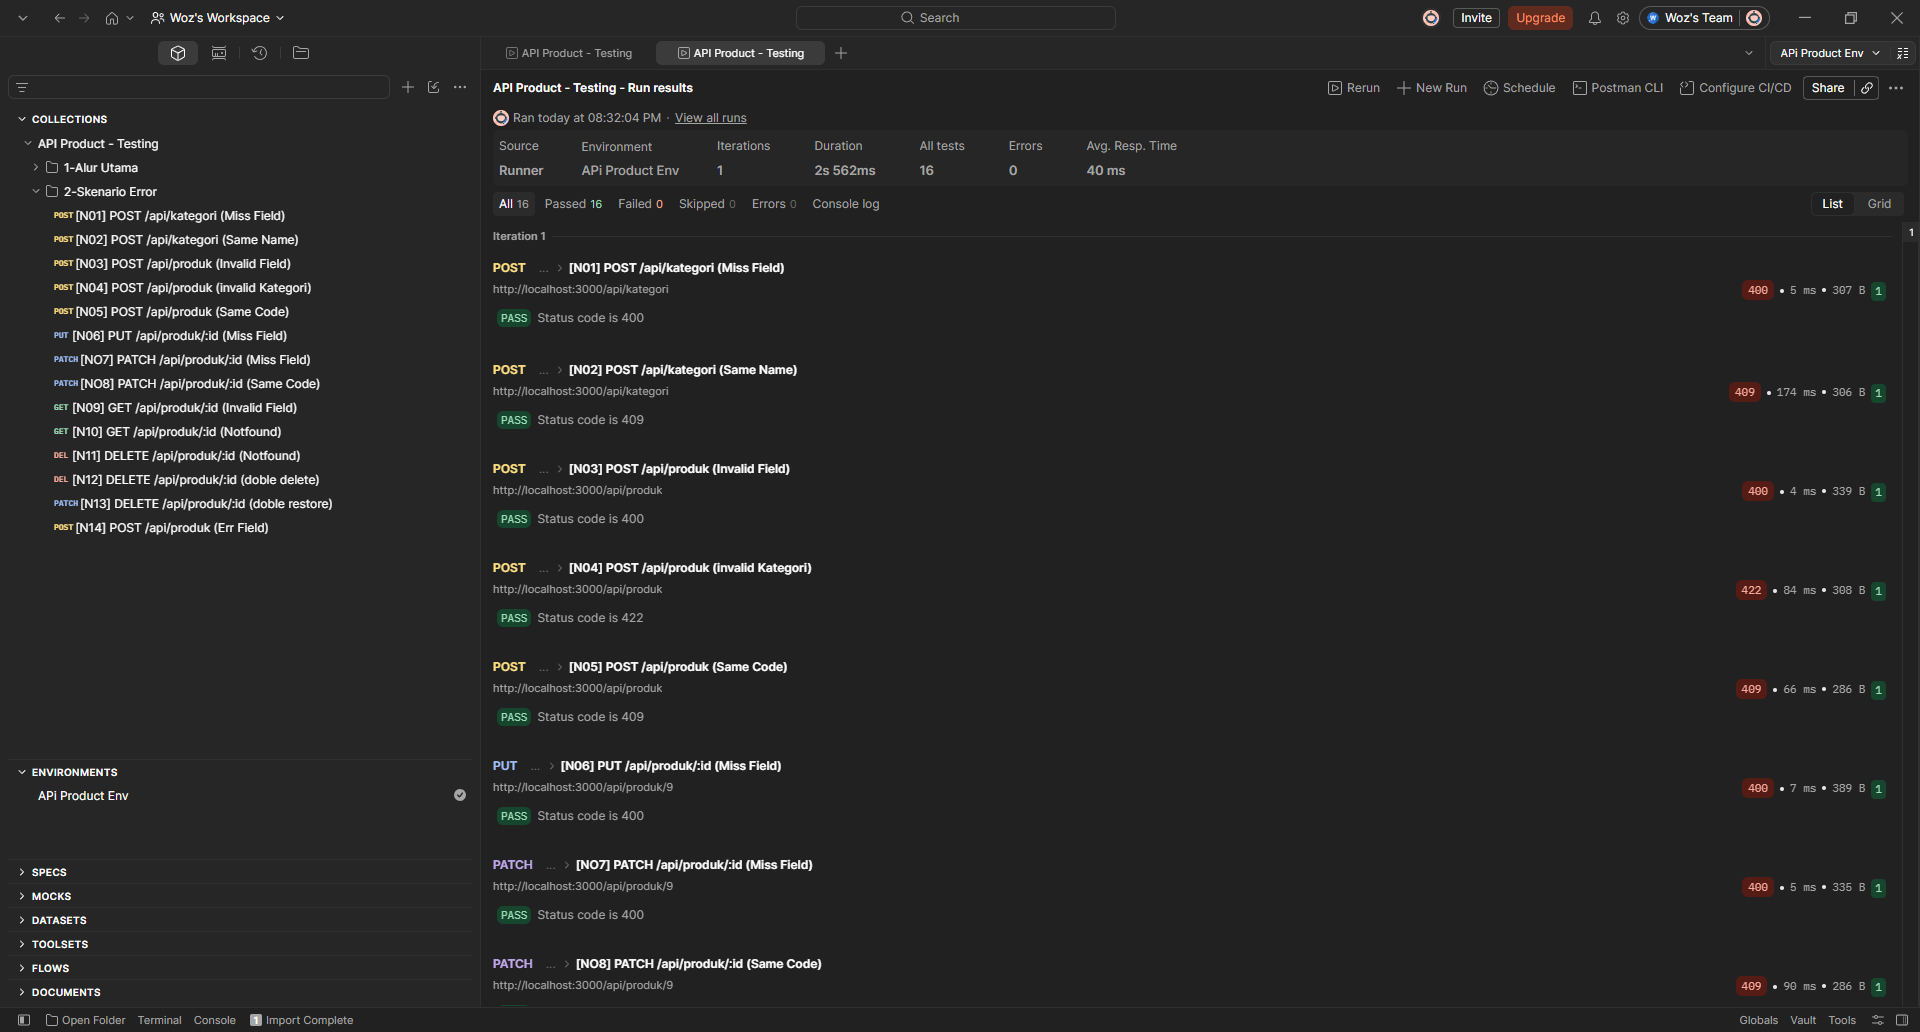 Woz's Workspace
Search
Invite
Upgrade
Woz's Team
API Product - Testing
API Product - Testing
APi Product Env
COLLECTIONS
API Product - Testing
1-Alur Utama
2-Skenario Error
POST [N01] POST /api/kategori (Miss Field)
POST [N02] POST /api/kategori (Same Name)
POST [N03] POST /api/produk (Invalid Field)
POST [N04] POST /api/produk (invalid Kategori)
POST [N05] POST /api/produk (Same Code)
PUT [N06] PUT /api/produk/:id (Miss Field)
PATCH [NO7] PATCH /api/produk/:id (Miss Field)
PATCH [NO8] PATCH /api/produk/:id (Same Code)
GET [N09] GET /api/produk/:id (Invalid Field)
GET [N10] GET /api/produk/:id (Notfound)
DEL [N11] DELETE /api/produk/:id (Notfound)
DEL [N12] DELETE /api/produk/:id (doble delete)
PATCH [N13] DELETE /api/produk/:id (doble restore)
POST [N14] POST /api/produk (Err Field)
ENVIRONMENTS
APi Product Env
SPECS
MOCKS
DATASETS
TOOLSETS
FLOWS
DOCUMENTS
API Product - Testing - Run results
Rerun
New Run
Schedule
Postman CLI
Configure CI/CD
Share
Ran today at 08:32:04 PM · View all runs
Source Environment Iterations Duration All tests Errors Avg. Resp. Time
Runner APi Product Env 1 2s 562ms 16 0 40 ms
All 16 Passed 16 Failed 0 Skipped 0 Errors 0 Console log
List Grid
Iteration 1
1
POST ... > [N01] POST /api/kategori (Miss Field)
http://localhost:3000/api/kategori
400 • 5 ms • 307 B 1
PASS Status code is 400
POST ... > [N02] POST /api/kategori (Same Name)
http://localhost:3000/api/kategori
409 • 174 ms • 306 B 1
PASS Status code is 409
POST ... > [N03] POST /api/produk (Invalid Field)
http://localhost:3000/api/produk
400 • 4 ms • 339 B 1
PASS Status code is 400
POST ... > [N04] POST /api/produk (invalid Kategori)
http://localhost:3000/api/produk
422 • 84 ms • 308 B 1
PASS Status code is 422
POST ... > [N05] POST /api/produk (Same Code)
http://localhost:3000/api/produk
409 • 66 ms • 286 B 1
PASS Status code is 409
PUT ... > [N06] PUT /api/produk/:id (Miss Field)
http://localhost:3000/api/produk/9
400 • 7 ms • 389 B 1
PASS Status code is 400
PATCH ... > [NO7] PATCH /api/produk/:id (Miss Field)
http://localhost:3000/api/produk/9
400 • 5 ms • 335 B 1
PASS Status code is 400
PATCH ... > [NO8] PATCH /api/produk/:id (Same Code)
http://localhost:3000/api/produk/9
409 • 90 ms • 286 B 1
Open Folder Terminal Console 1 Import Complete
Globals Vault Tools